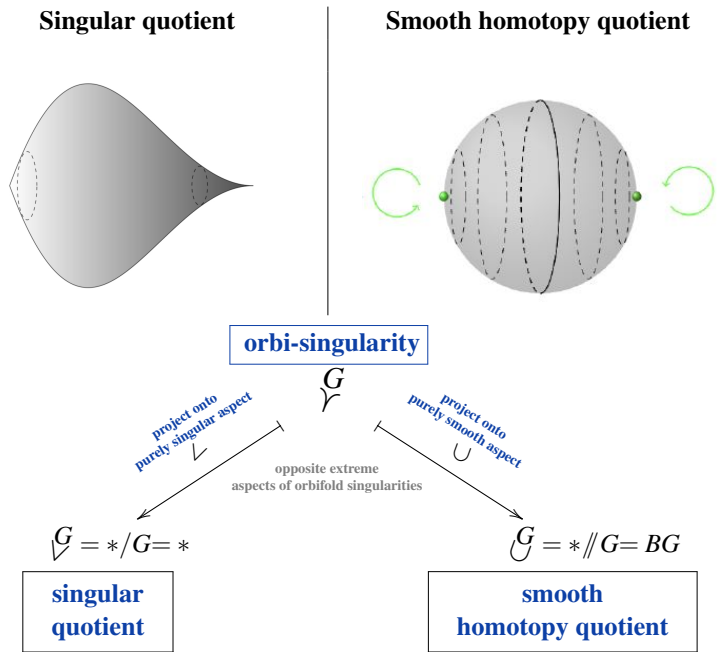 Singular quotient
Smooth homotopy quotient
orbi-singularity
G
project onto
purely singular aspect
project onto
purely smooth aspect
∪
opposite extreme
aspects of orbifold singularities
G = */G = *
G = *⫽G = BG
singular
quotient
smooth
homotopy quotient